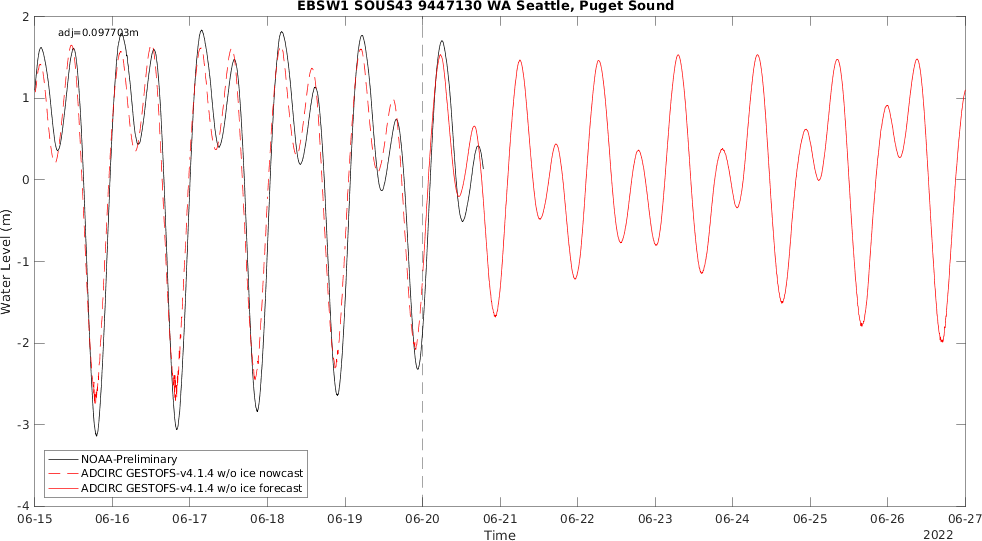 EBSW1 SOUS43 9447130 WA Seattle, Puget Sound
adj=0.097703m
2
1
0
-1
-2
-3
-4
Water Level (m)
NOAA-Preliminary
ADCIRC GESTOFS-v4.1.4 w/o ice nowcast
ADCIRC GESTOFS-v4.1.4 w/o ice forecast
06-15 06-16 06-17 06-18 06-19 06-20 06-21 06-22 06-23 06-24 06-25 06-26 06-27
Time
2022